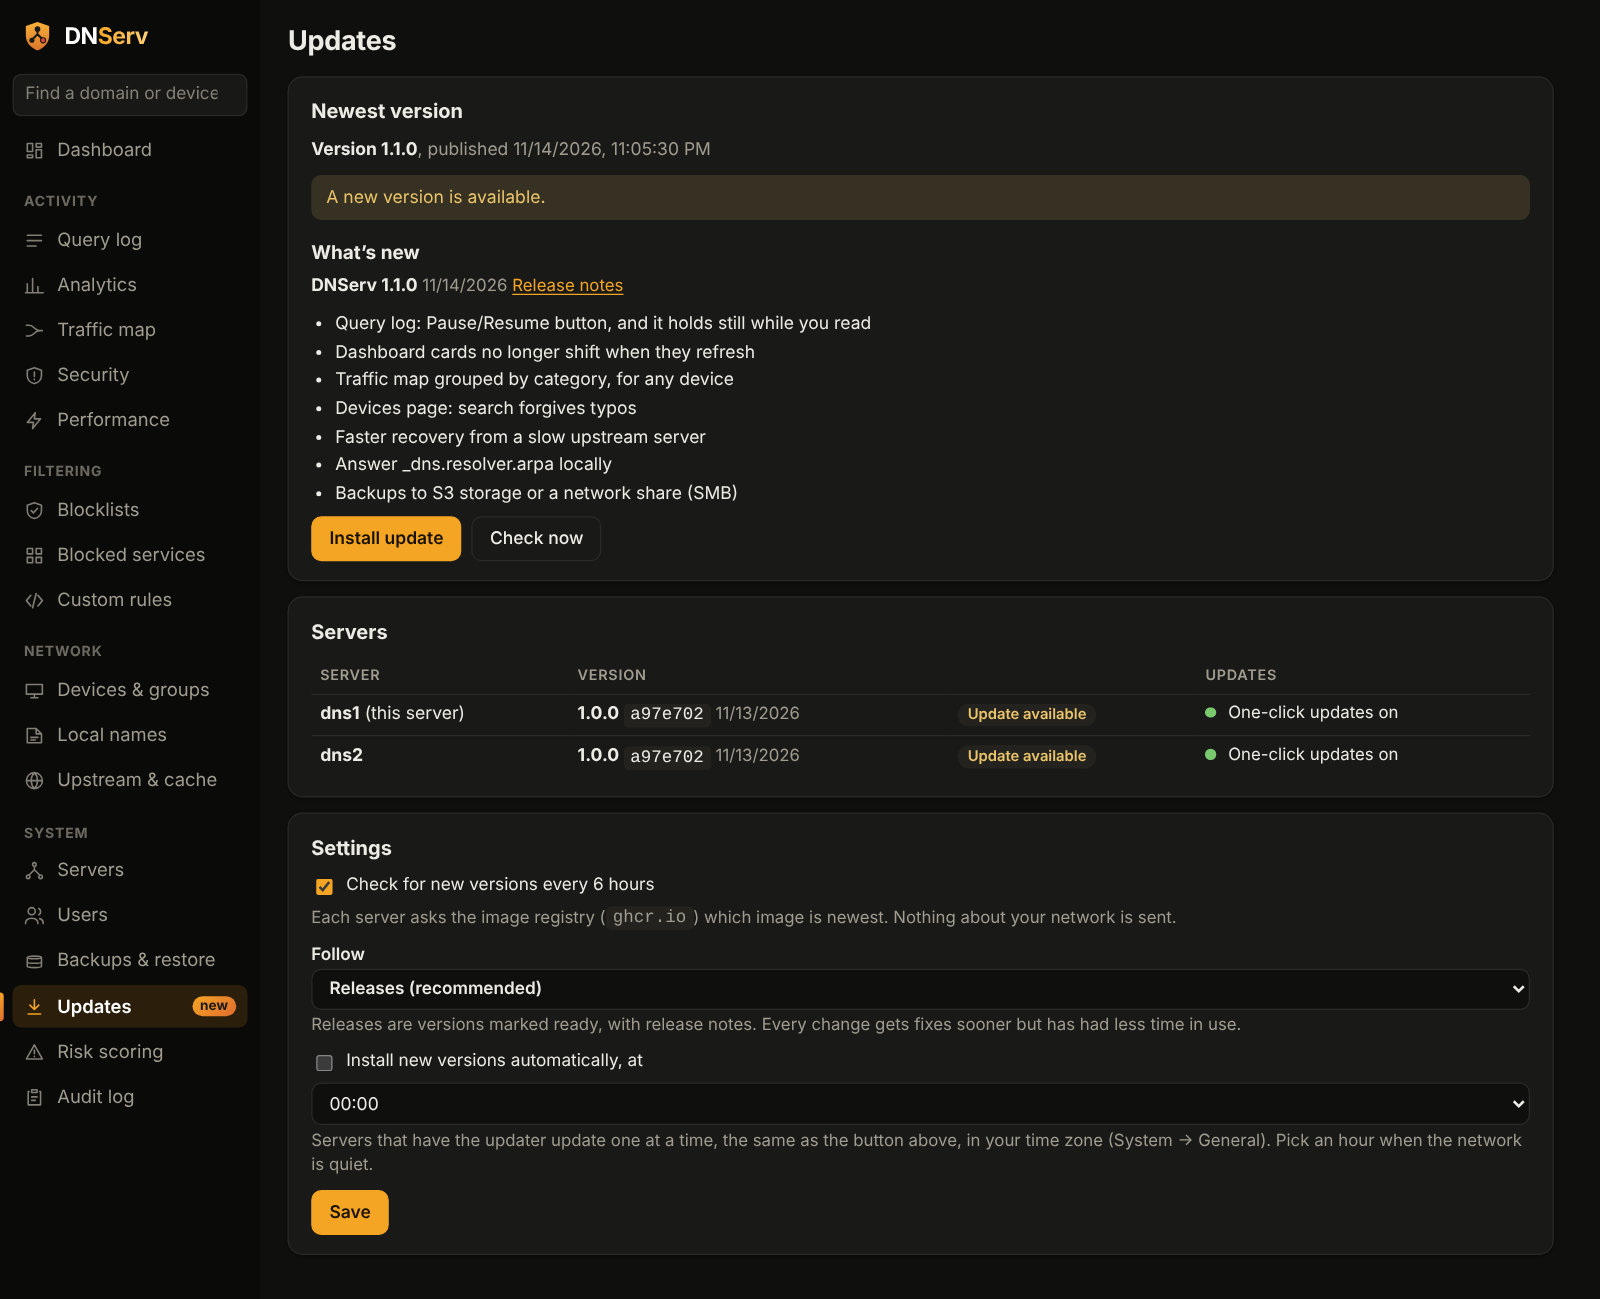 DNServ
Find a domain or device
Dashboard
ACTIVITY
Query log
Analytics
Traffic map
Security
Performance
FILTERING
Blocklists
Blocked services
Custom rules
NETWORK
Devices & groups
Local names
Upstream & cache
SYSTEM
Servers
Users
Backups & restore
Updates new
Risk scoring
Audit log
Updates
Newest version
Version 1.1.0, published 11/14/2026, 11:05:30 PM
A new version is available.
What’s new
DNServ 1.1.0 11/14/2026 Release notes
• Query log: Pause/Resume button, and it holds still while you read
• Dashboard cards no longer shift when they refresh
• Traffic map grouped by category, for any device
• Devices page: search forgives typos
• Faster recovery from a slow upstream server
• Answer _dns.resolver.arpa locally
• Backups to S3 storage or a network share (SMB)
Install update Check now
Servers
SERVER VERSION UPDATES
dns1 (this server) 1.0.0 a97e702 11/13/2026 Update available One-click updates on
dns2 1.0.0 a97e702 11/13/2026 Update available One-click updates on
Settings
Check for new versions every 6 hours
Each server asks the image registry (ghcr.io) which image is newest. Nothing about your network is sent.
Follow
Releases (recommended)
Releases are versions marked ready, with release notes. Every change gets fixes sooner but has had less time in use.
Install new versions automatically, at
00:00
Servers that have the updater update one at a time, the same as the button above, in your time zone (System → General). Pick an hour when the network
is quiet.
Save